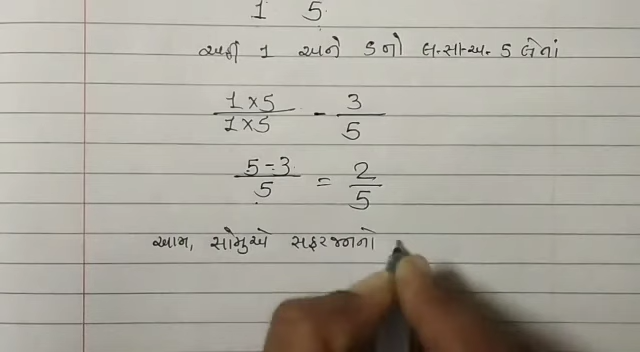 1 5
અહીં 1 અને 5નો લ.સા.અ. 5 લેતાં
1×5/1×5 - 3/5
5-3/5 = 2/5
આમ, સોમુએ સફરજનનો